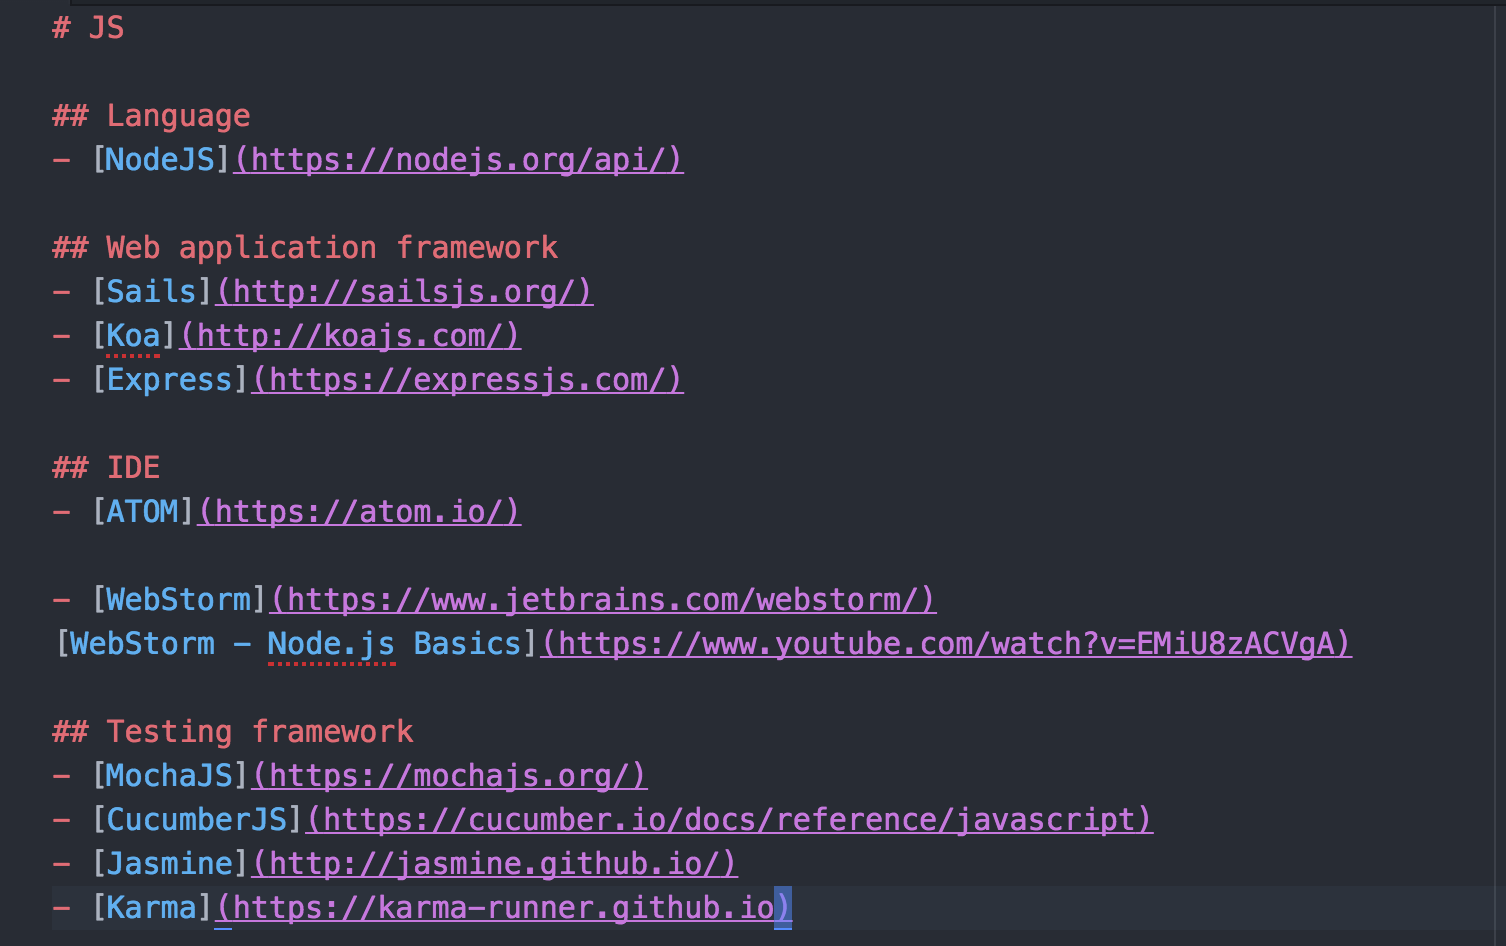 # JS
## Language
- [NodeJS](https://nodejs.org/api/)
## Web application framework
- [Sails](http://sailsjs.org/)
- [Koa](http://koajs.com/)
- [Express](https://expressjs.com/)
## IDE
- [ATOM](https://atom.io/)
- [WebStorm](https://www.jetbrains.com/webstorm/)
[WebStorm - Node.js Basics](https://www.youtube.com/watch?v=EMiU8zACVgA)
## Testing framework
- [MochaJS](https://mochajs.org/)
- [CucumberJS](https://cucumber.io/docs/reference/javascript)
- [Jasmine](http://jasmine.github.io/)
- [Karma](https://karma-runner.github.io)